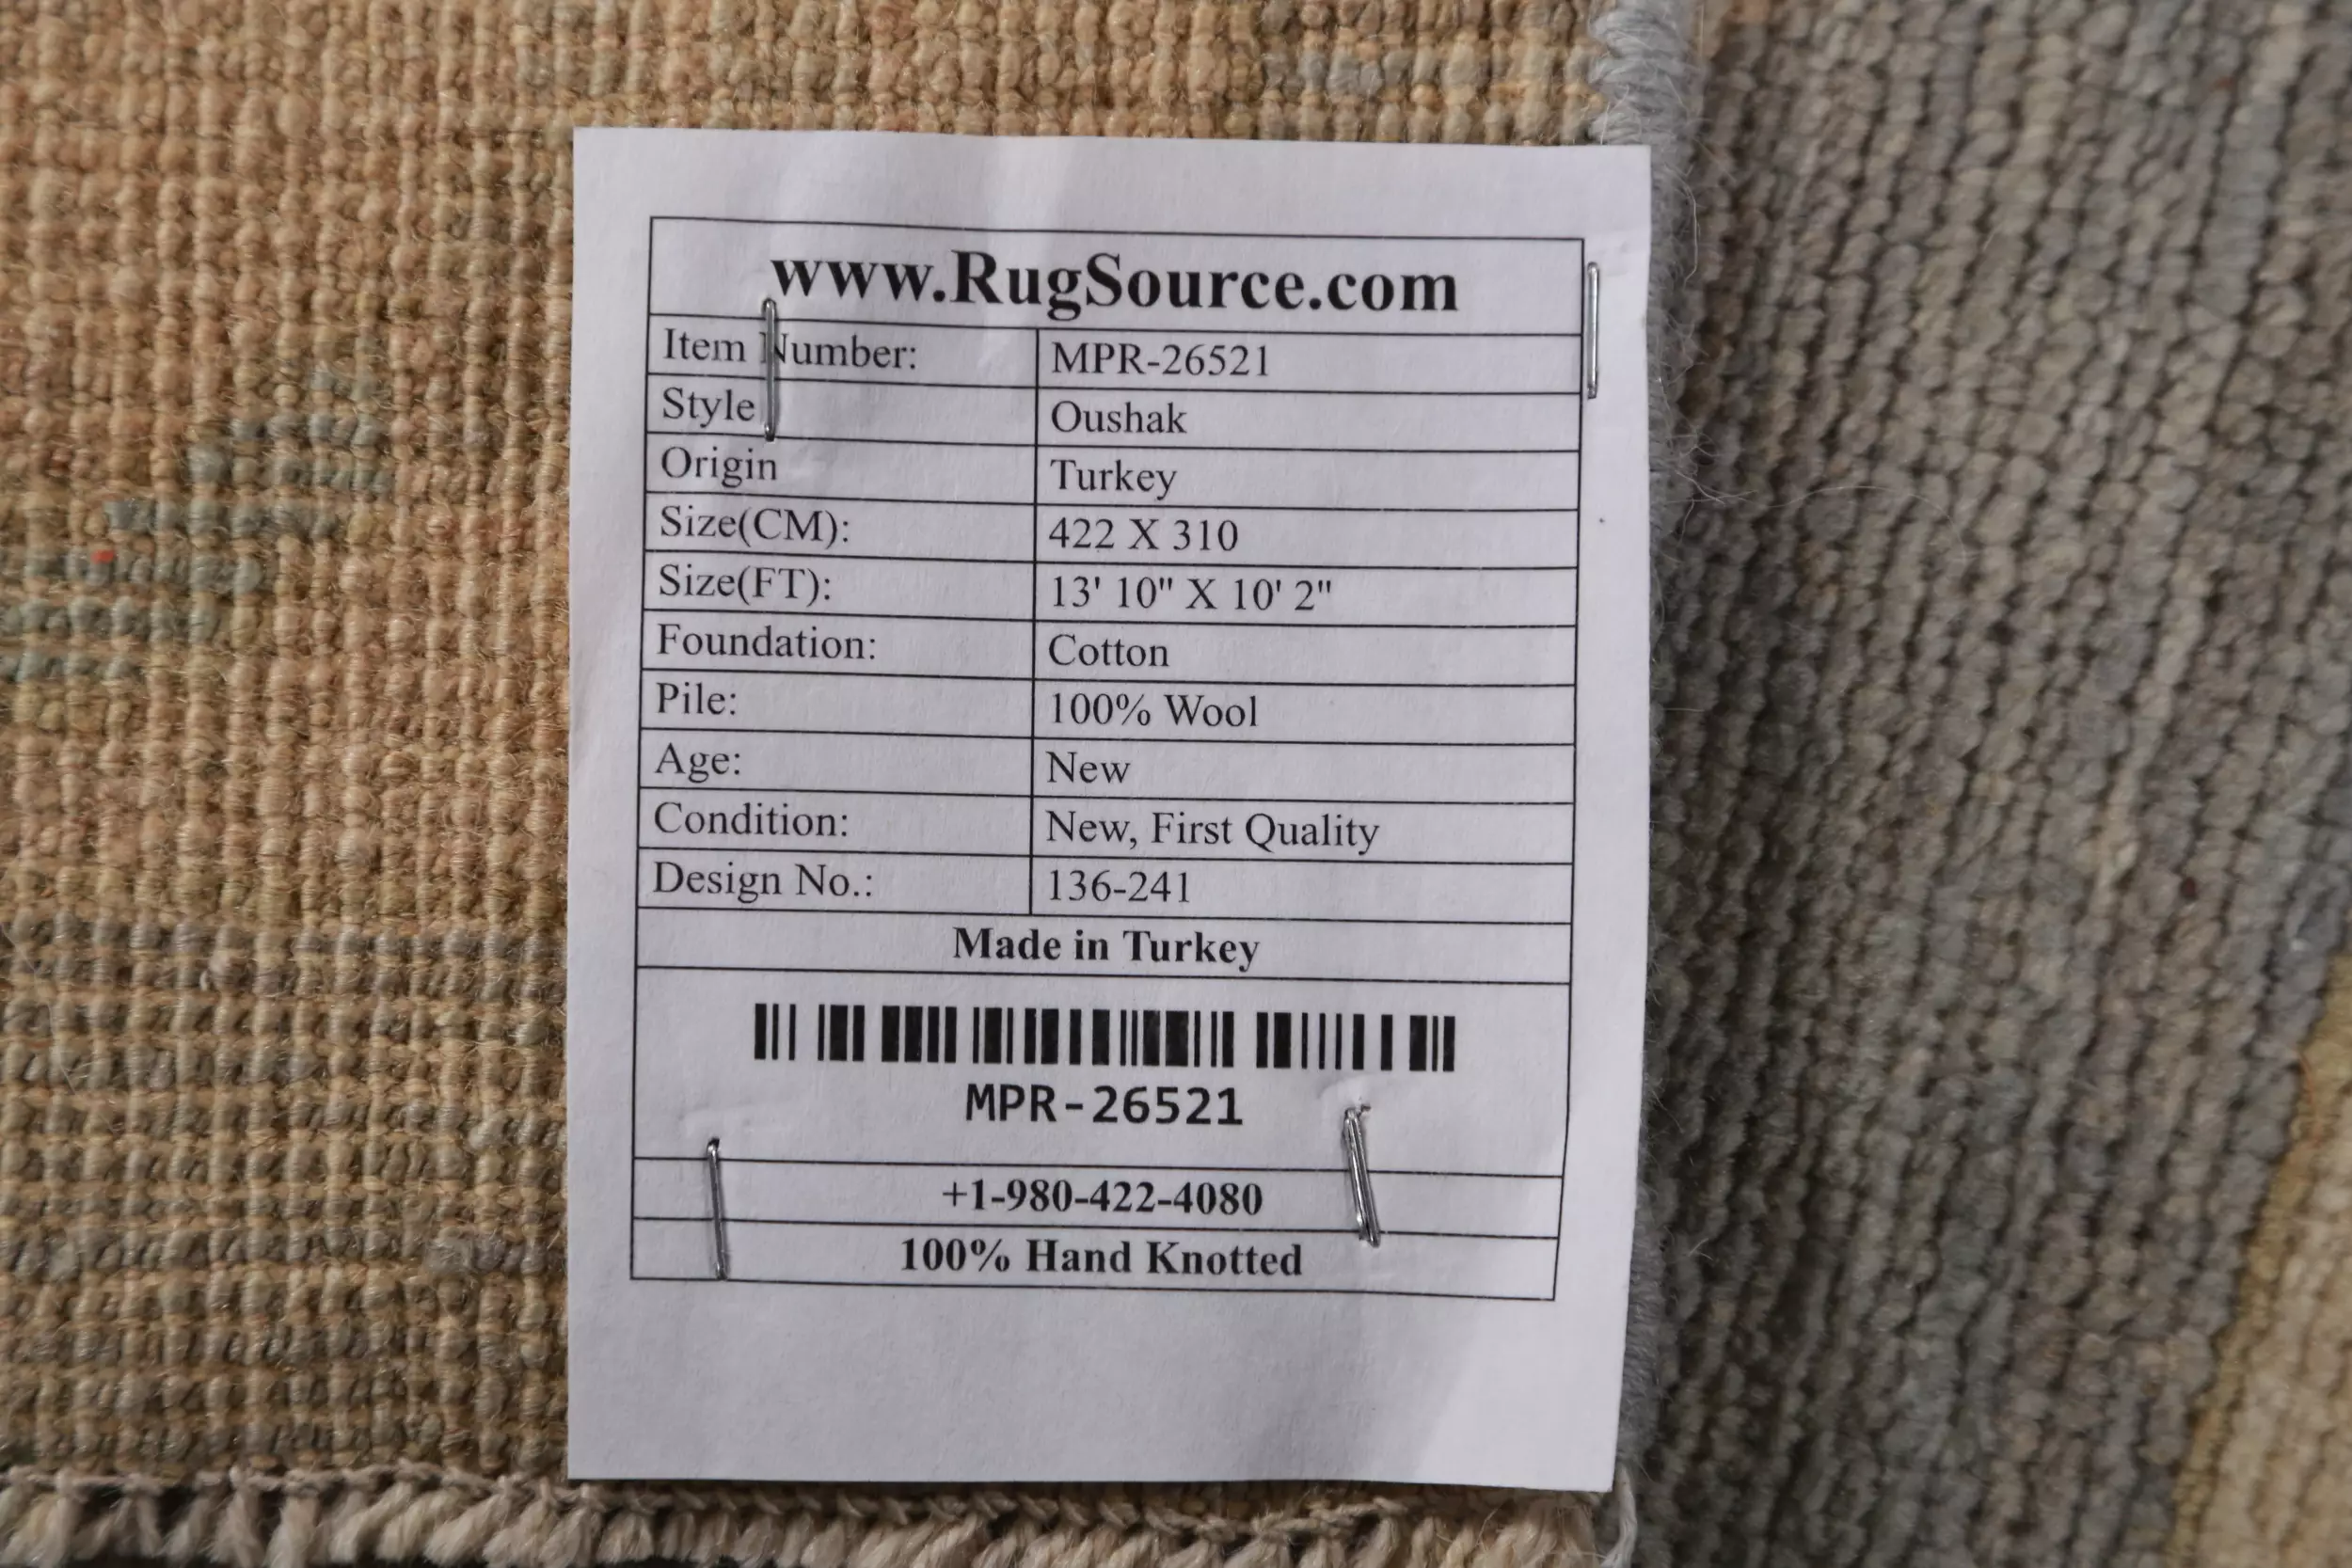 www.RugSource.com
Item Number: MPR-26521
Style Oushak
Origin Turkey
Size(CM): 422 X 310
Size(FT): 13' 10" X 10' 2"
Foundation: Cotton
Pile: 100% Wool
Age: New
Condition: New, First Quality
Design No.: 136-241
Made in Turkey
MPR-26521
+1-980-422-4080
100% Hand Knotted